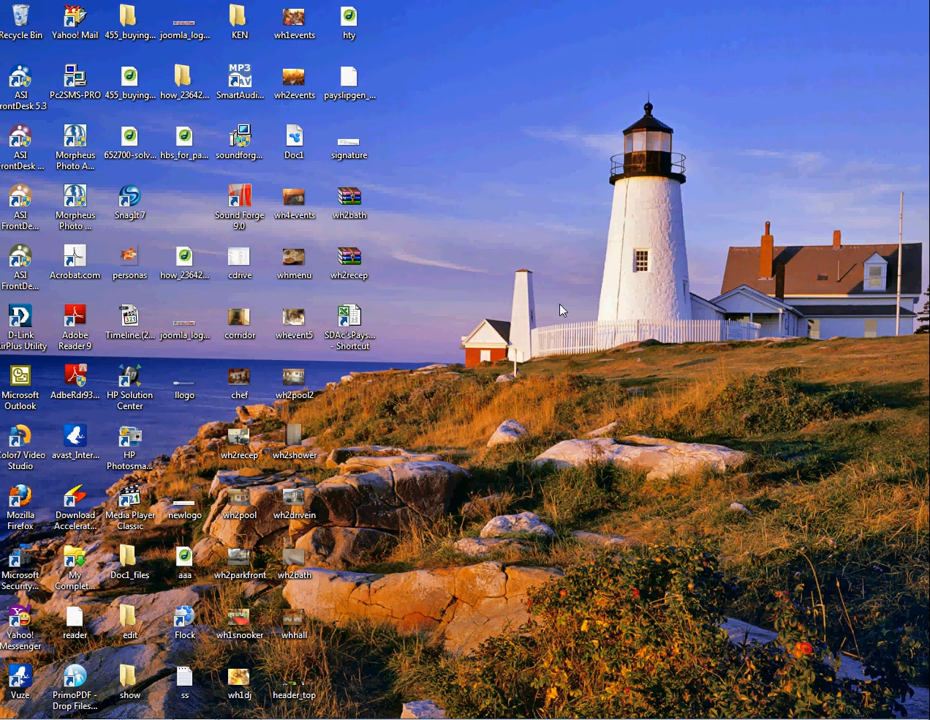 Recycle Bin
Yahoo! Mail
455_buying...
joomla_log...
KEN
wh1events
hty
ASI
rontDesk 5.3
Pc2SMS-PRO
455_buying...
how_23642...
SmartAudi...
wh2events
payslipgen_...
ASI
FrontDesk ...
Morpheus
Photo A...
652700-solv...
hbs_for_pa...
soundforg...
Doc1
signature
ASI
FrontDe...
Morpheus
Photo ...
SnagIt 7
Sound Forge
9.0
wh4events
wh2bath
ASI
FrontDe...
Acrobat.com
personas
how_23642...
cdrive
whmenu
wh2recep
D-Link
AirPlus Utility
Adobe
Reader 9
Timeline.(2...
joomla_log...
corridor
whevent5
SDAc$Pays...
- Shortcut
Microsoft
Outlook
AdbeRdr93...
HP Solution
Center
llogo
chef
wh2pool2
Color7 Video
Studio
avast_Inter...
HP
Photosma...
wh2recep
wh2shower
Mozilla
Firefox
Download
Accelerat...
Media Player
Classic
newlogo
wh2pool
wh2drivein
Microsoft
Security...
My
Complet...
Doc1_files
aaa
wh2parkfront
wh2bath
Yahoo!
Messenger
reader
edit
Flock
wh1snooker
whhall
Vuze
PrimoPDF -
Drop Files...
show
ss
wh1dj
header_top